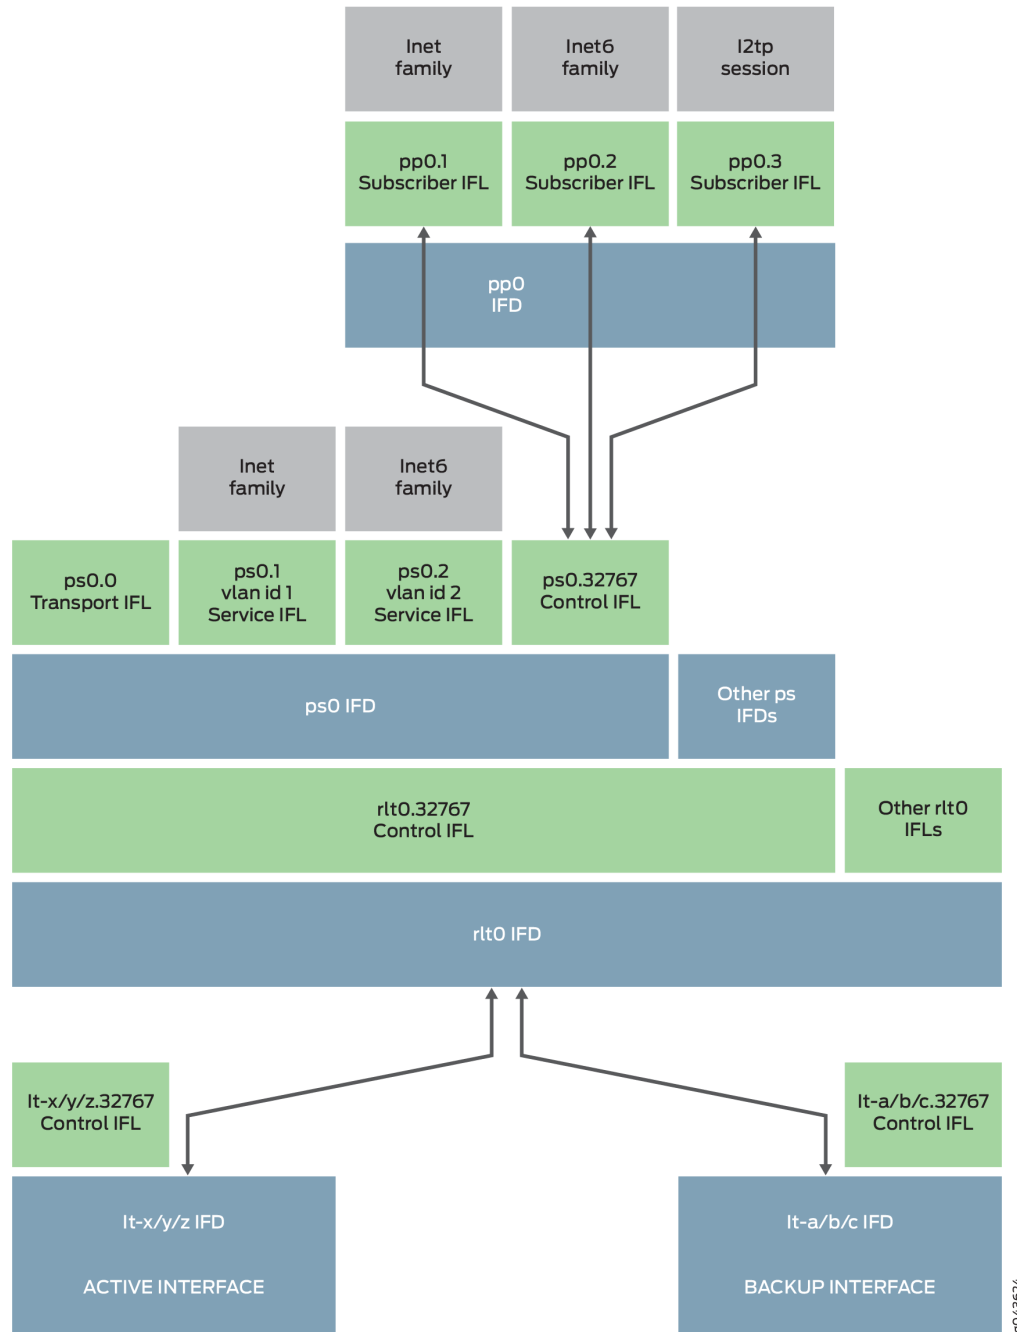 Inet
family
Inet6
family
l2tp
session
pp0.1
Subscriber IFL
pp0.2
Subscriber IFL
pp0.3
Subscriber IFL
pp0
IFD
Inet
family
Inet6
family
ps0.0
Transport IFL
ps0.1
vlan id 1
Service IFL
ps0.2
vlan id 2
Service IFL
ps0.32767
Control IFL
ps0 IFD
Other ps
IFDs
rlt0.32767
Control IFL
Other rlt0
IFLs
rlt0 IFD
lt-x/y/z.32767
Control IFL
lt-a/b/c.32767
Control IFL
lt-x/y/z IFD
ACTIVE INTERFACE
lt-a/b/c IFD
BACKUP INTERFACE